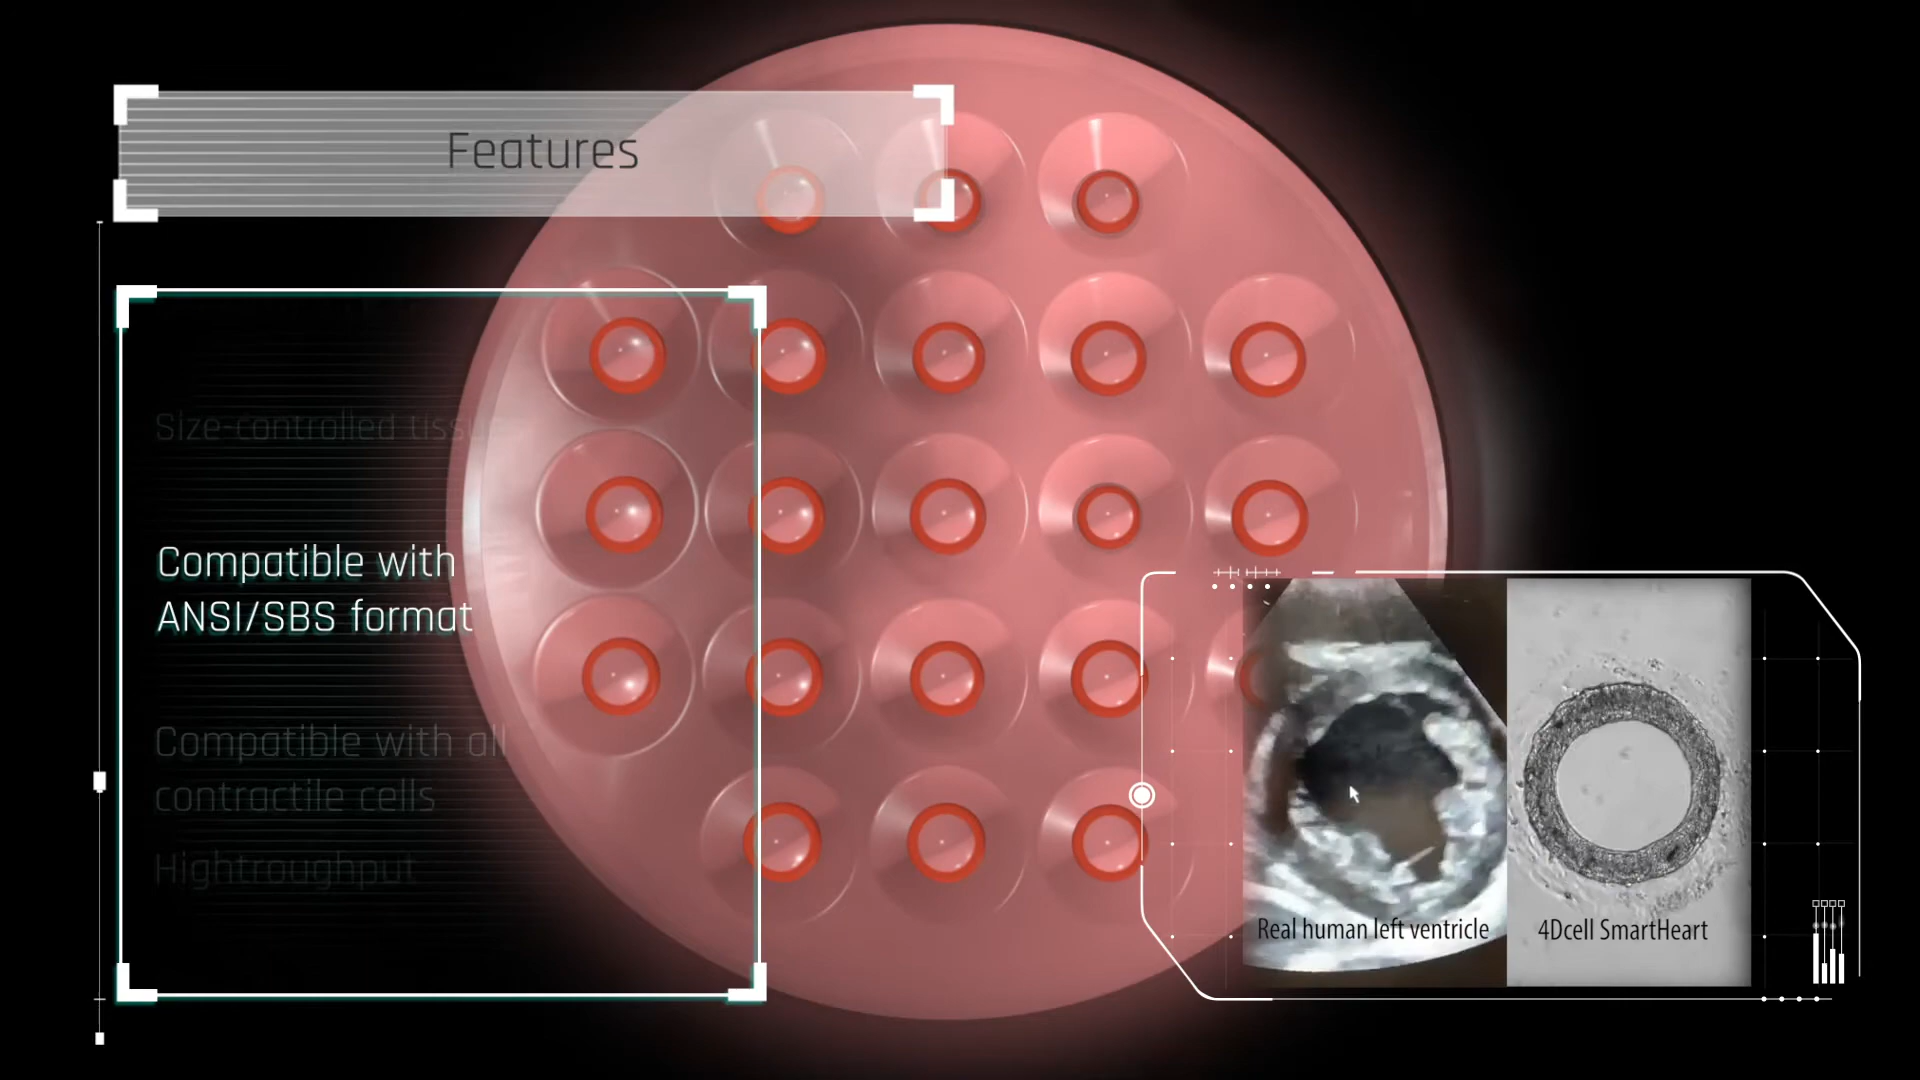 Features
Size-controlled tissue
Compatible with
ANSI/SBS format
Compatible with all
contractile cells
Hightroughput
Real human left ventricle
4Dcell SmartHeart